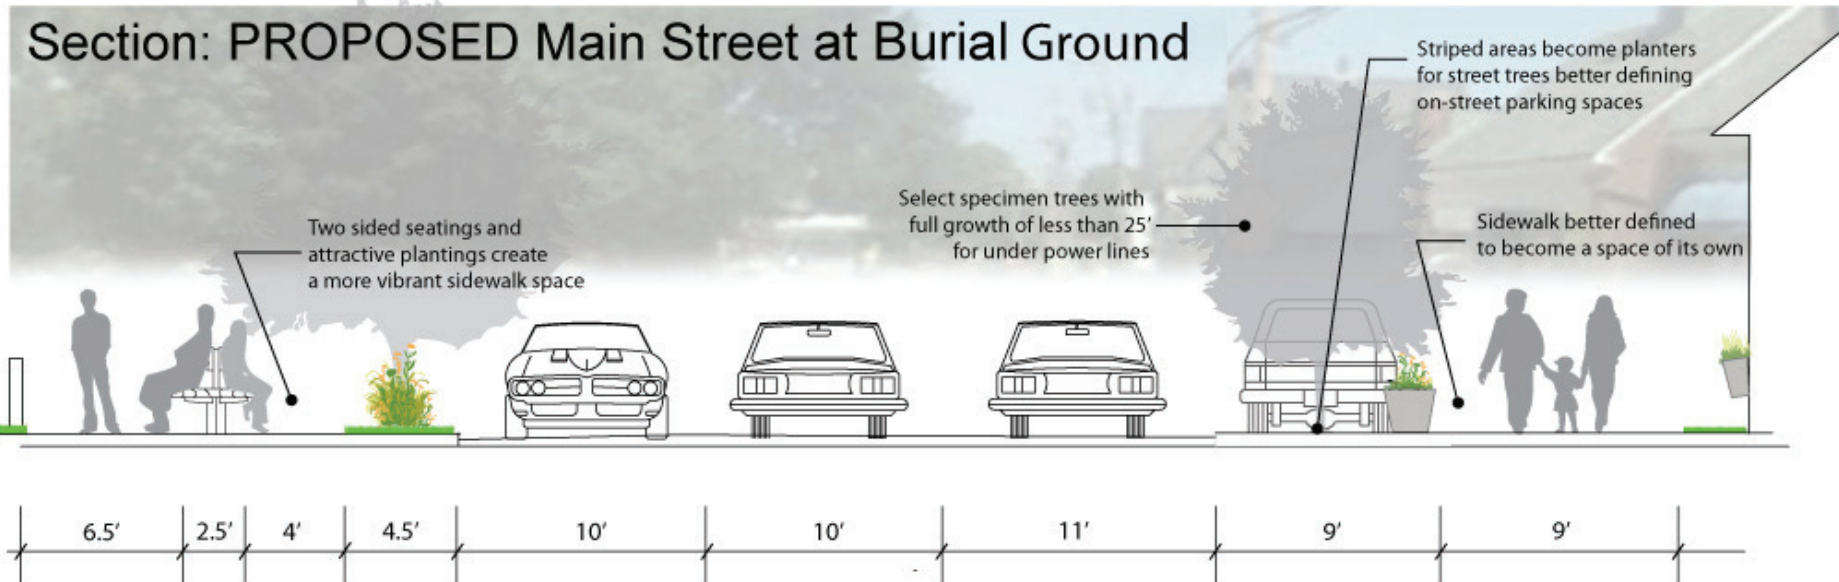 Section: PROPOSED Main Street at Burial Ground
Striped areas become planters
for street trees better defining
on-street parking spaces
Select specimen trees with
full growth of less than 25'
for under power lines
Two sided seatings and
attractive plantings create
a more vibrant sidewalk space
Sidewalk better defined
to become a space of its own
6.5' 2.5' 4' 4.5' 10' 10' 11' 9' 9'